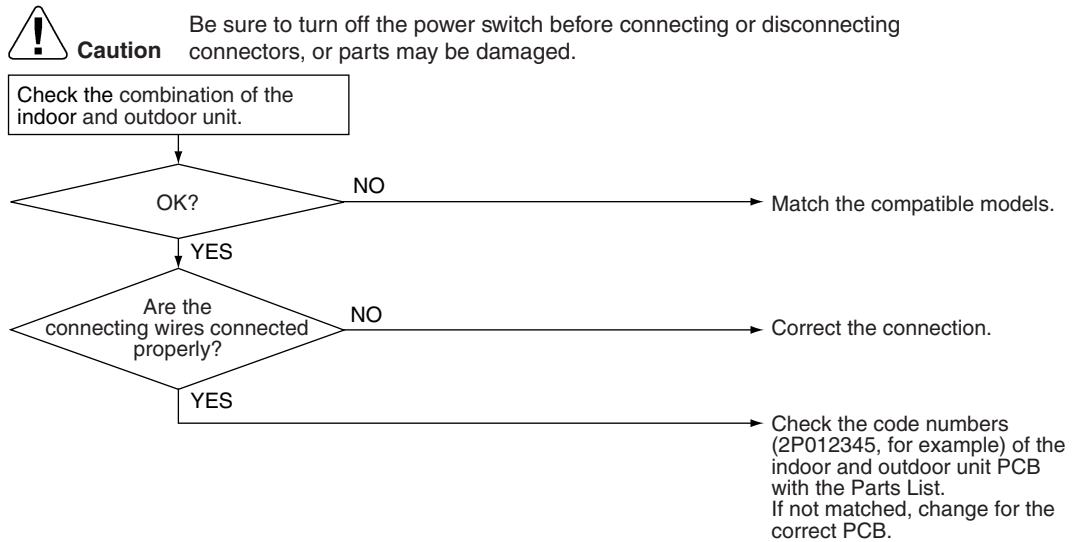 Be sure to turn off the power switch before connecting or disconnecting
Caution connectors, or parts may be damaged.
Check the combination of the
indoor and outdoor unit.
OK?
NO
Match the compatible models.
YES
Are the
connecting wires connected
properly?
NO
Correct the connection.
YES
Check the code numbers
(2P012345, for example) of the
indoor and outdoor unit PCB
with the Parts List.
If not matched, change for the
correct PCB.